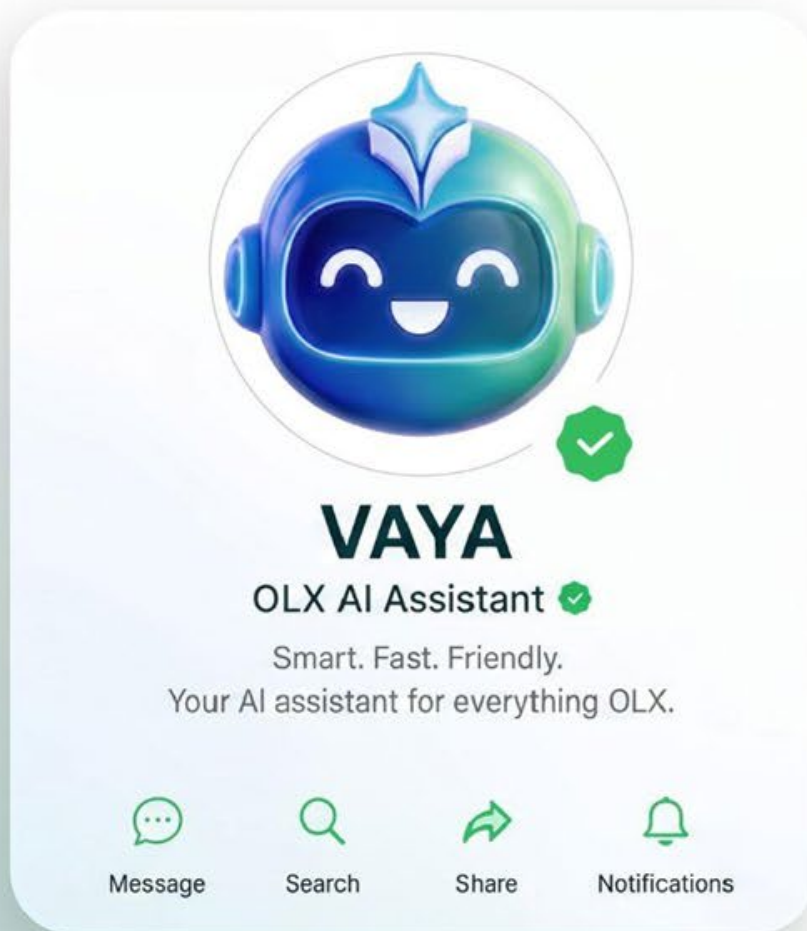 VAYA
OLX AI Assistant
Smart. Fast. Friendly.
Your AI assistant for everything OLX.
Message Search Share Notifications